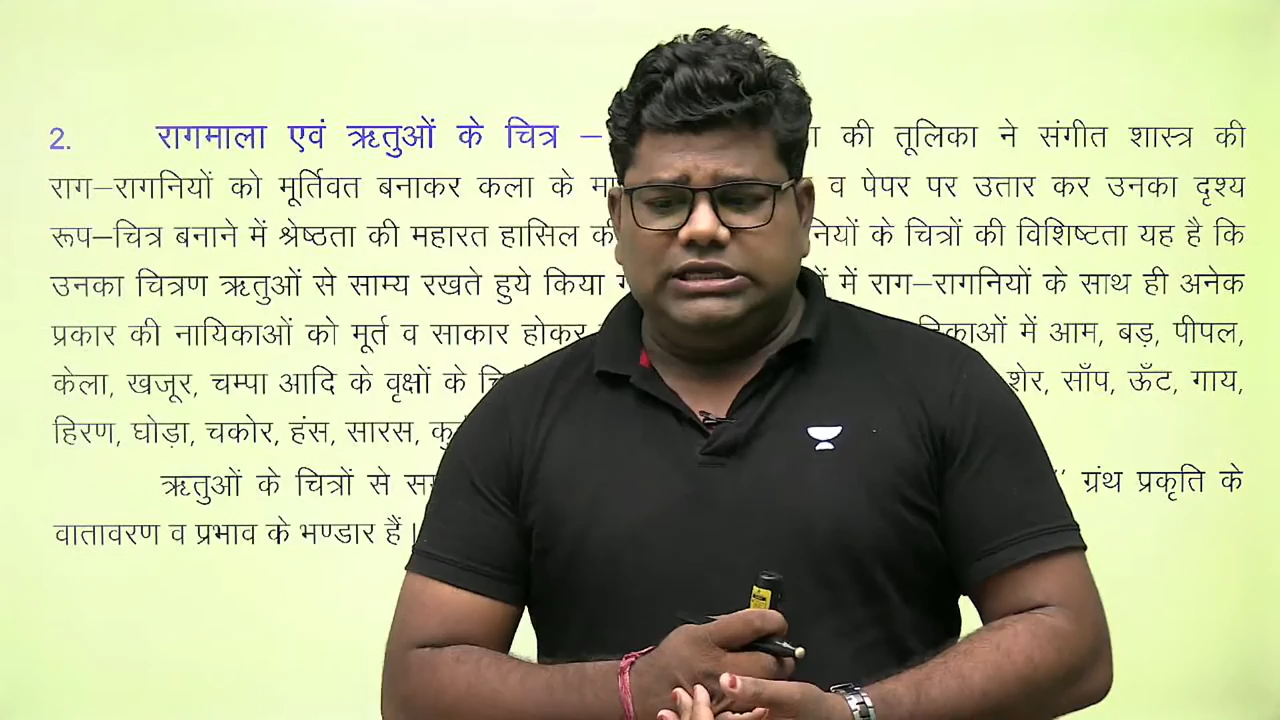 2. रागमाला एवं ऋतुओं के चित्र – की तूलिका ने संगीत शास्त्र की
राग–रागनियों को मूर्तिवत बनाकर कला के व पेपर पर उतार कर उनका दृश्य
रूप–चित्र बनाने में श्रेष्ठता की महारत हासिल के चित्रों की विशिष्टता यह है कि
उनका चित्रण ऋतुओं से साम्य रखते हुये किया में राग–रागनियों के साथ ही अनेक
प्रकार की नायिकाओं को मूर्त व साकार होकर में आम, बड़, पीपल,
केला, खजूर, चम्पा आदि के वृक्षों के शेर, साँप, ऊँट, गाय,
हिरण, घोड़ा, चकोर, हंस, सारस,
ऋतुओं के चित्रों से ग्रंथ प्रकृति के
वातावरण व प्रभाव के भण्डार हैं।